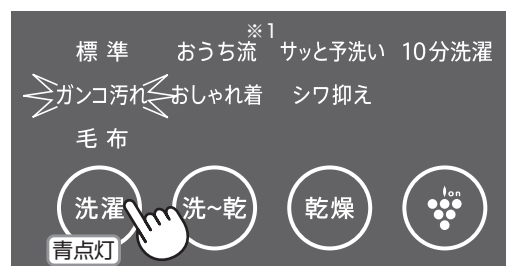 ※1
標準 おうち流 サッと予洗い 10分洗濯
ガンコ汚れ おしゃれ着 シワ抑え
毛布
洗濯 洗~乾 乾燥 ion
青点灯